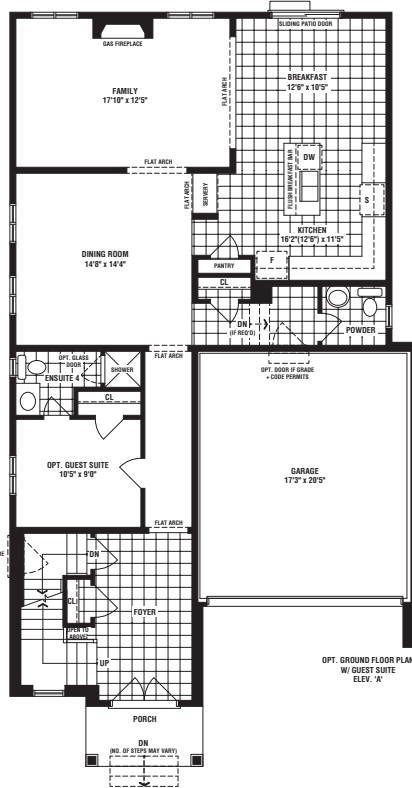 SLIDING PATIO DOOR
GAS FIREPLACE
FAMILY
17'10" x 12'5"
FLAT ARCH
BREAKFAST
12'6" x 10'5"
FLAT ARCH
FLAT ARCH
SERVERY
FLUSH BREAKFAST BAR
DW
S
KITCHEN
16'2"(12'6") x 11'5"
DINING ROOM
14'8" x 14'4"
PANTRY
F
CL
DN
(IF REQ'D)
POWDER
FLAT ARCH
OPT. GLASS
DOOR
ENSUITE 4
SHOWER
CL
OPT. DOOR IF GRADE
+ CODE PERMITS
OPT. GUEST SUITE
10'5" x 9'0"
GARAGE
17'3" x 20'5"
FLAT ARCH
DN
CL
FOYER
OPEN TO
ABOVE
UP
OPT. GROUND FLOOR PLAN
W/ GUEST SUITE
ELEV. 'A'
PORCH
DN
(NO. OF STEPS MAY VARY)